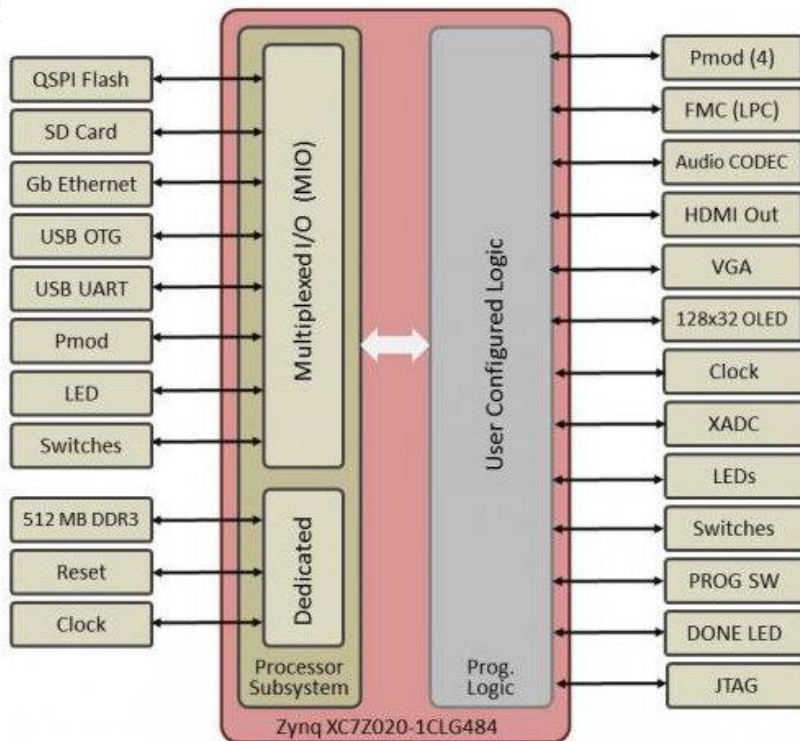 QSPI Flash
SD Card
Gb Ethernet
USB OTG
USB UART
Pmod
LED
Switches
512 MB DDR3
Reset
Clock
Multiplexed I/O (MIO)
Dedicated
Processor
Subsystem
User Configured Logic
Prog.
Logic
Zynq XC7Z020-1CLG484
Pmod (4)
FMC (LPC)
Audio CODEC
HDMI Out
VGA
128x32 OLED
Clock
XADC
LEDs
Switches
PROG SW
DONE LED
JTAG